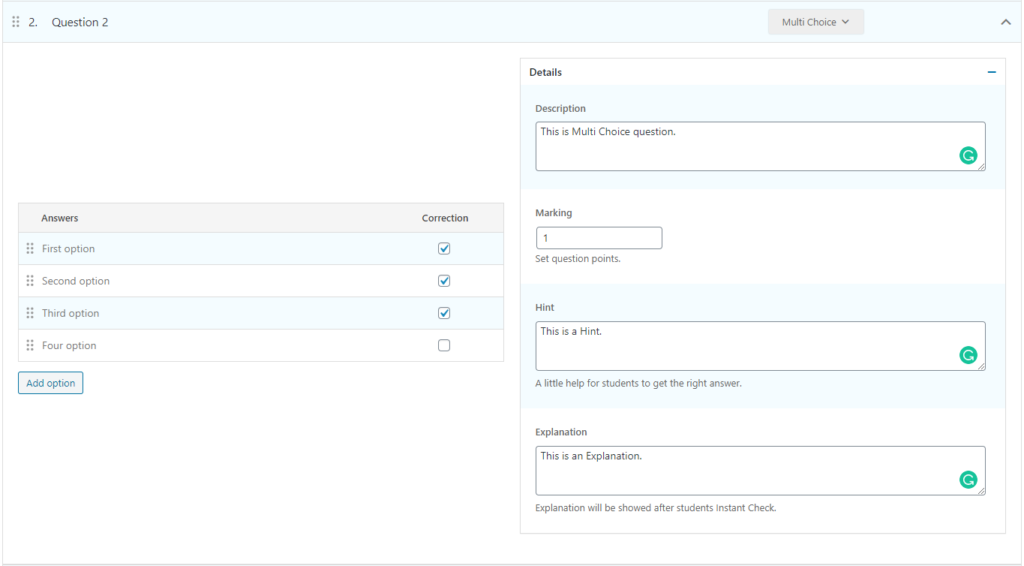 2. Question 2
Multi Choice
Answers Correction
First option
Second option
Third option
Four option
Add option
Details
Description
This is Multi Choice question.
Marking
1
Set question points.
Hint
This is a Hint.
A little help for students to get the right answer.
Explanation
This is an Explanation.
Explanation will be showed after students Instant Check.